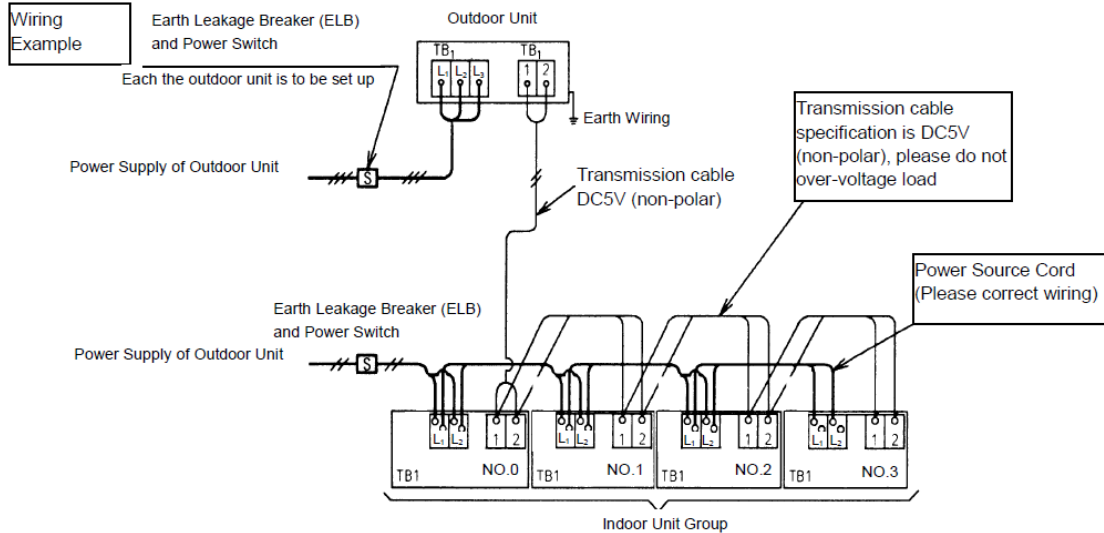 Wiring
Example
Earth Leakage Breaker (ELB)
and Power Switch
Each the outdoor unit is to be set up
Outdoor Unit
TB1
TB1
L1 L2 L3
1 2
Earth Wiring
Power Supply of Outdoor Unit
S
Transmission cable
DC5V (non-polar)
Transmission cable
specification is DC5V
(non-polar), please do not
over-voltage load
Power Source Cord
(Please correct wiring)
Earth Leakage Breaker (ELB)
and Power Switch
Power Supply of Outdoor Unit
S
L1 L2 1 2
TB1 NO.0
L1 L2 1 2
TB1 NO.1
L1 L2 1 2
TB1 NO.2
L1 L2 1 2
TB1 NO.3
Indoor Unit Group